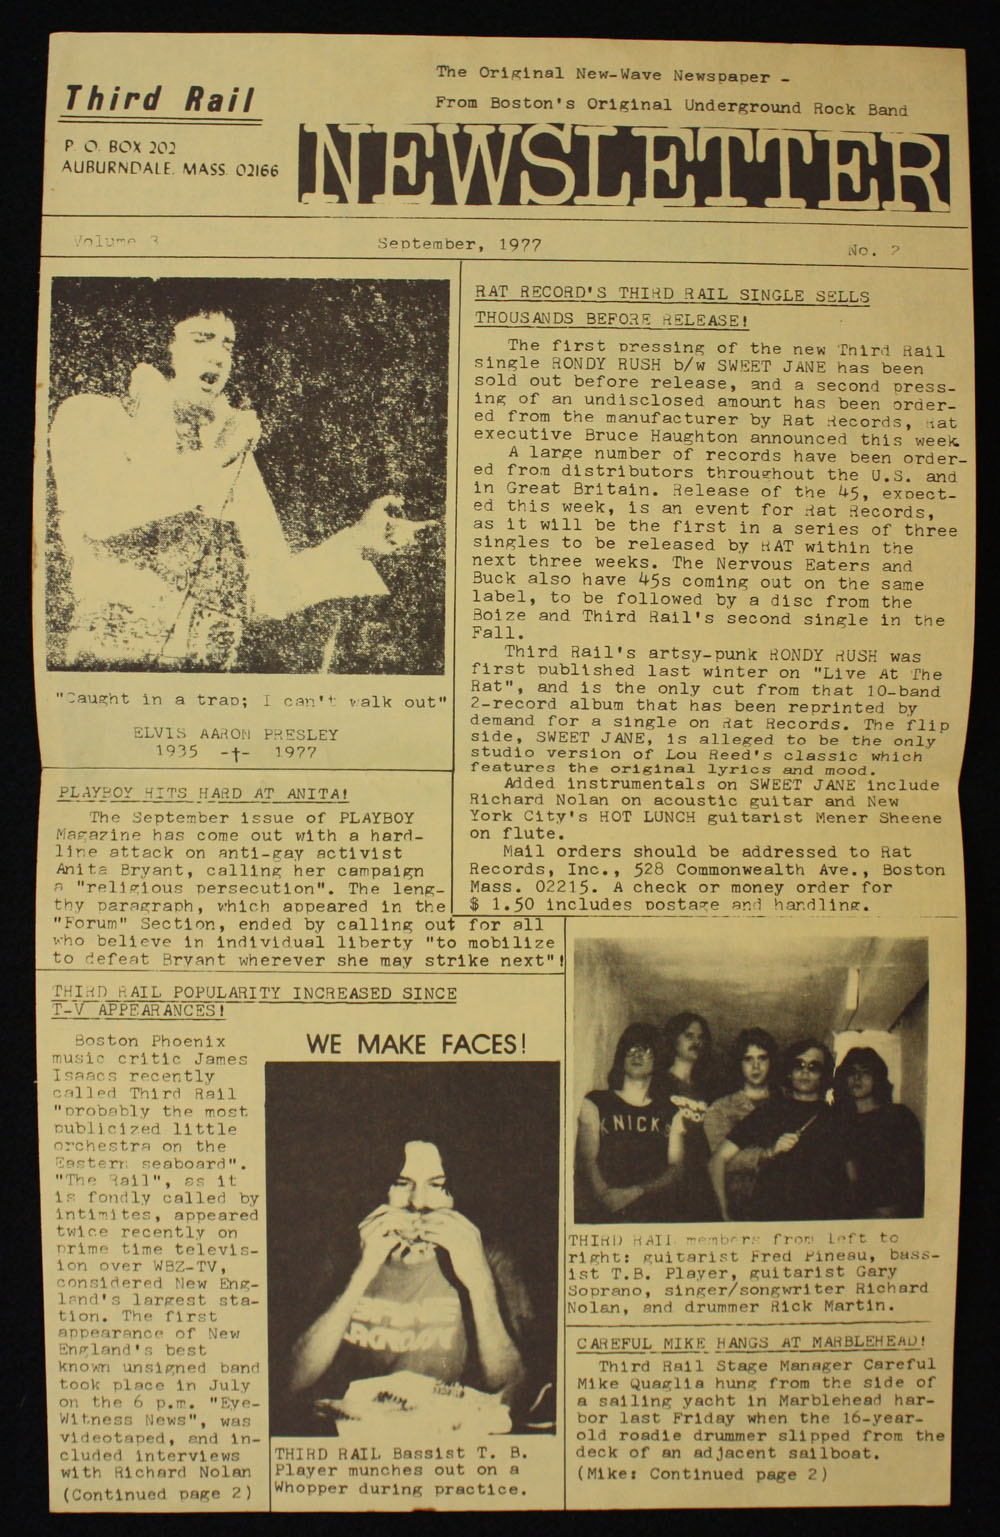 Third Rail
P. O. BOX 202
AUBURNDALE, MASS. 02166
The Original New-Wave Newspaper -
From Boston's Original Underground Rock Band
NEWSLETTER
Volume 3
September, 1977
No. 2
"Caught in a trap; I can't walk out"
ELVIS AARON PRESLEY
1935 -†- 1977
PLAYBOY HITS HARD AT ANITA!
The September issue of PLAYBOY
Magazine has come out with a hard-
line attack on anti-gay activist
Anita Bryant, calling her campaign
a "religious persecution". The leng-
thy paragraph, which appeared in the
"Forum" Section, ended by calling out for all
who believe in individual liberty "to mobilize
to defeat Bryant wherever she may strike next"!
RAT RECORD'S THIRD RAIL SINGLE SELLS
THOUSANDS BEFORE RELEASE!
The first pressing of the new Third Rail
single RONDY RUSH b/w SWEET JANE has been
sold out before release, and a second press-
ing of an undisclosed amount has been order-
ed from the manufacturer by Rat Records, Rat
executive Bruce Haughton announced this week.
A large number of records have been order-
ed from distributors throughout the U.S. and
in Great Britain. Release of the 45, expect-
ed this week, is an event for Rat Records,
as it will be the first in a series of three
singles to be released by RAT within the
next three weeks. The Nervous Eaters and
Buck also have 45s coming out on the same
label, to be followed by a disc from the
Boize and Third Rail's second single in the
Fall.
Third Rail's artsy-punk RONDY RUSH was
first published last winter on "Live At The
Rat", and is the only cut from that 10-band
2-record album that has been reprinted by
demand for a single on Rat Records. The flip
side, SWEET JANE, is alleged to be the only
studio version of Lou Reed's classic which
features the original lyrics and mood.
Added instrumentals on SWEET JANE include
Richard Nolan on acoustic guitar and New
York City's HOT LUNCH guitarist Mener Sheene
on flute.
Mail orders should be addressed to Rat
Records, Inc., 528 Commonwealth Ave., Boston
Mass. 02215. A check or money order for
$ 1.50 includes postage and handling.
THIRD RAIL POPULARITY INCREASED SINCE
T-V APPEARANCES!
Boston Phoenix
music critic James
Isaacs recently
called Third Rail
"probably the most
publicized little
orchestra on the
Eastern seaboard".
"The Rail", as it
is fondly called by
intimites, appeared
twice recently on
prime time televis-
ion over WBZ-TV,
considered New Eng-
land's largest sta-
tion. The first
appearance of New
England's best
known unsigned band
took place in July
on the 6 p.m. "Eye-
Witness News", was
videotaped, and in-
cluded interviews
with Richard Nolan
(Continued page 2)
WE MAKE FACES!
THIRD RAIL Bassist T. B.
Player munches out on a
Whopper during practice.
KNICKS
THIRD RAIL members from left to
right: guitarist Fred Pineau, bass-
ist T.B. Player, guitarist Gary
Soprano, singer/songwriter Richard
Nolan, and drummer Rick Martin.
CAREFUL MIKE HANGS AT MARBLEHEAD!
Third Rail Stage Manager Careful
Mike Quaglia hung from the side of
a sailing yacht in Marblehead har-
bor last Friday when the 16-year-
old roadie drummer slipped from the
deck of an adjacent sailboat.
(Mike: Continued page 2)